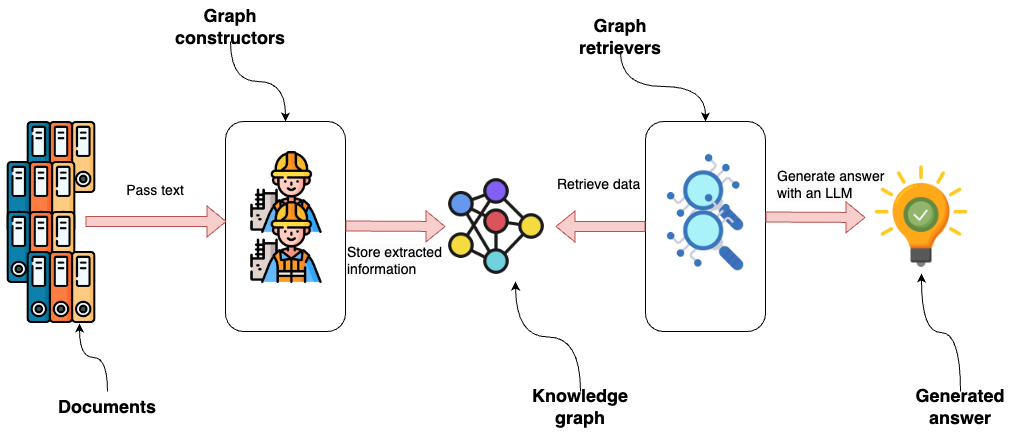 Graph
constructors
Graph
retrievers
Pass text
Store extracted
information
Retrieve data
Generate answer
with an LLM
Documents
Knowledge
graph
Generated
answer